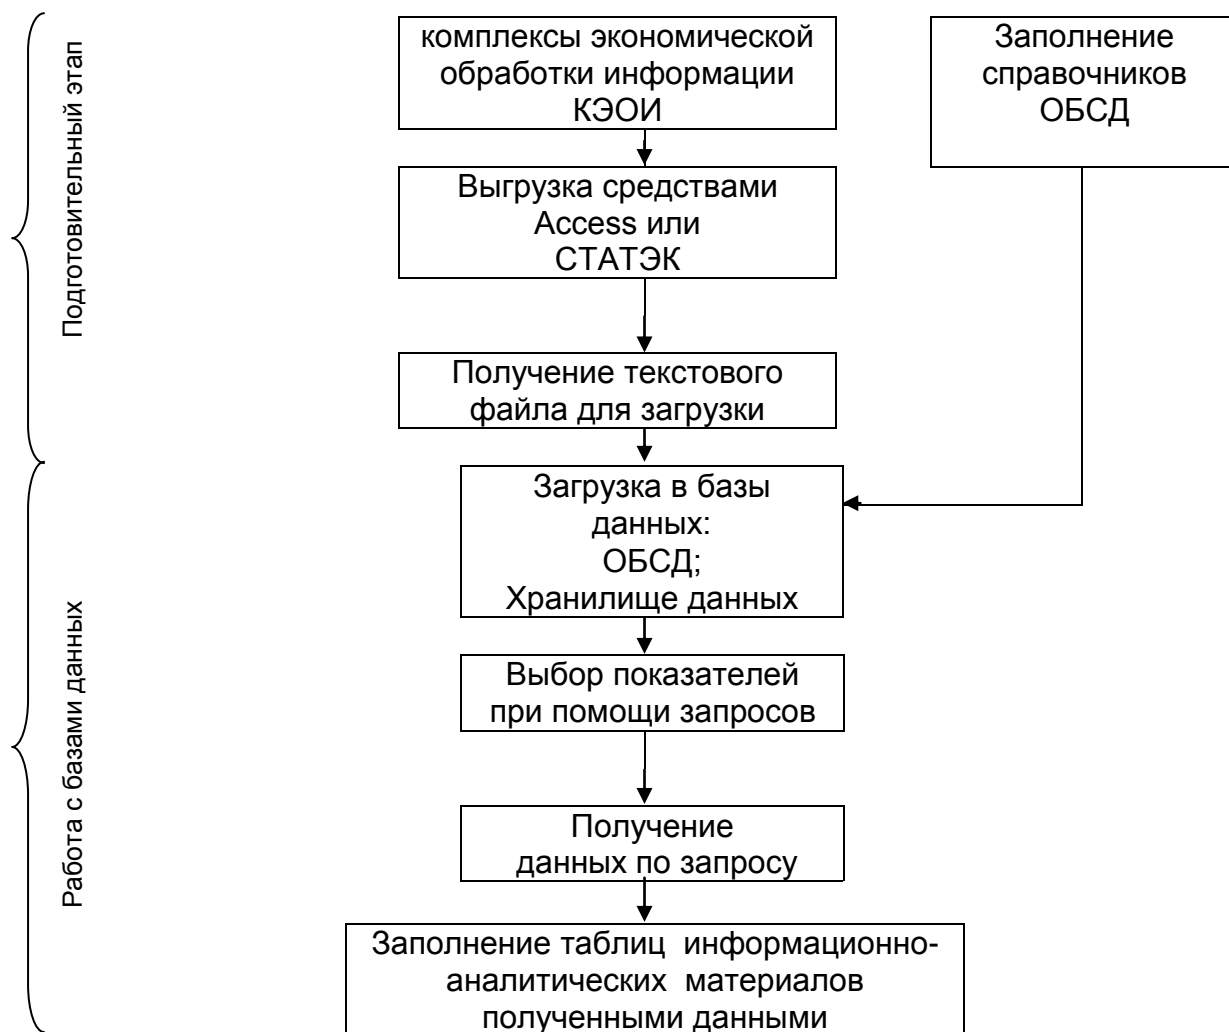 Подготовительный этап
комплексы экономической
обработки информации
КЭОИ
Заполнение
справочников
ОБСД
Выгрузка средствами
Access или
СТАТЭК
Получение текстового
файла для загрузки
Работа с базами данных
Загрузка в базы
данных:
ОБСД;
Хранилище данных
Выбор показателей
при помощи запросов
Получение
данных по запросу
Заполнение таблиц информационно-
аналитических материалов
полученными данными